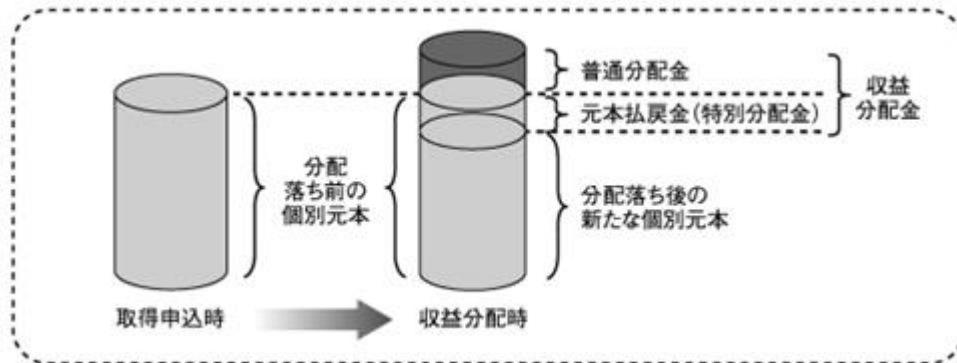 普通分配金
元本払戻金(特別分配金)
収益
分配金
分配
落ち前の
個別元本
分配落ち後の
新たな個別元本
取得申込時
収益分配時